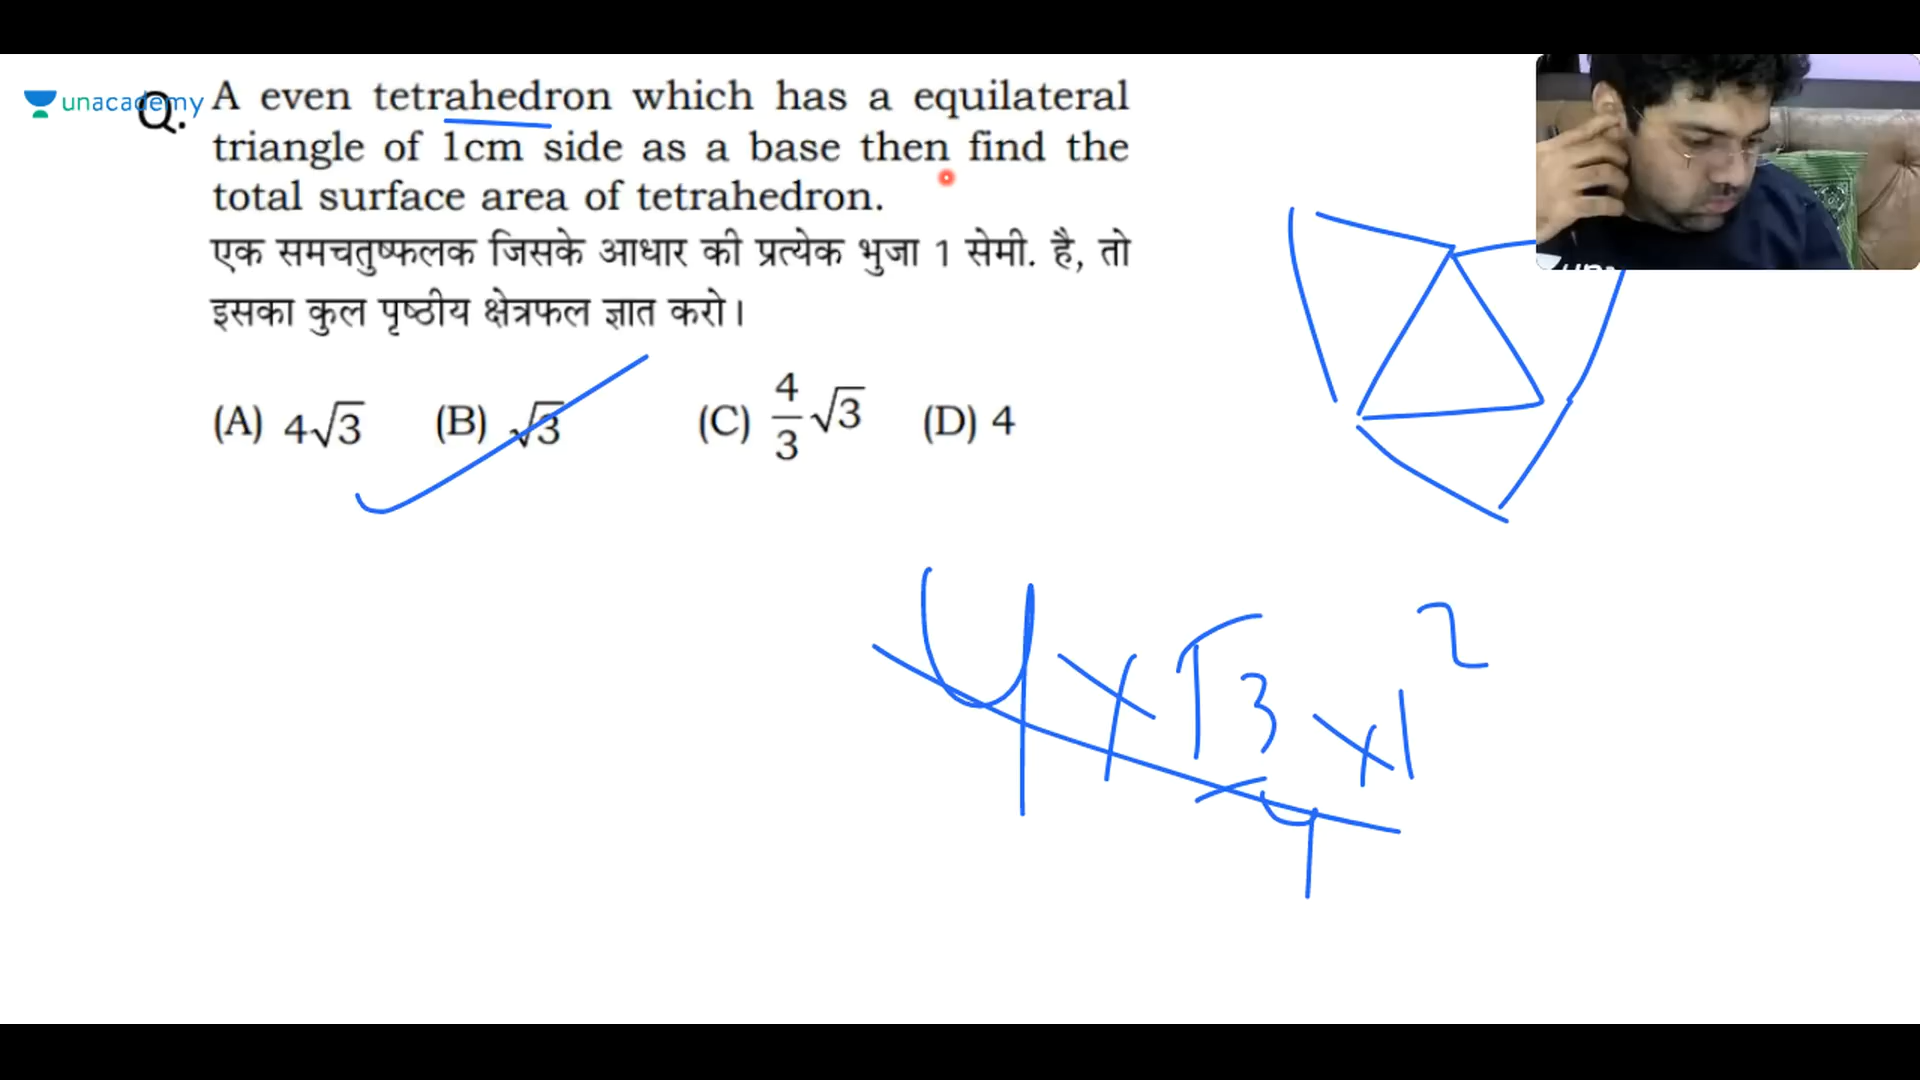 unacademy
Q. A even tetrahedron which has a equilateral
triangle of 1cm side as a base then find the
total surface area of tetrahedron.
एक समचतुष्फलक जिसके आधार की प्रत्येक भुजा 1 सेमी. है, तो
इसका कुल पृष्ठीय क्षेत्रफल ज्ञात करो।
(A) 4√3 (B) √3 (C) 4/3 √3 (D) 4
4 × √3 × 1²
4